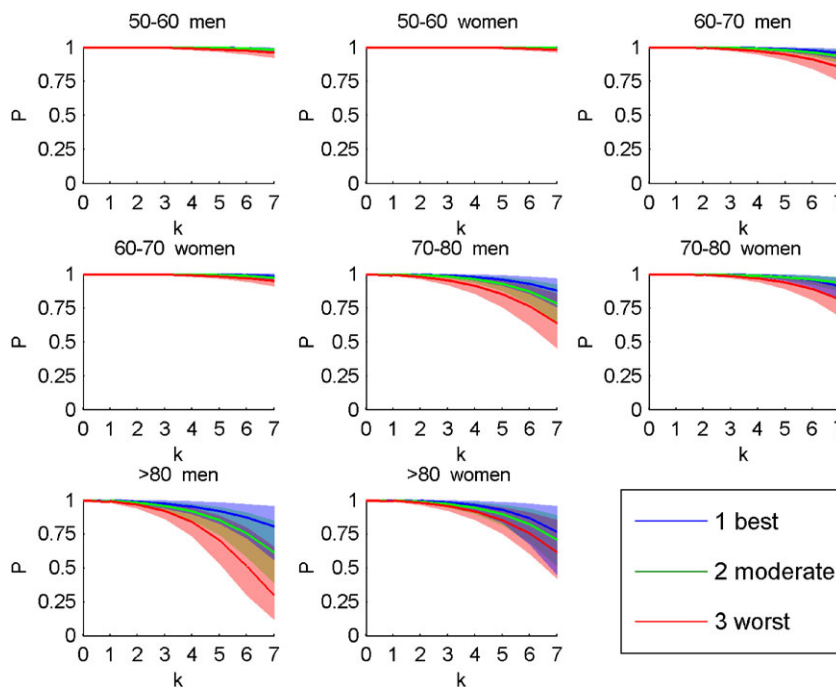 50-60 men
50-60 women
60-70 men
1
0.75
0.5
0.25
0
P
0 1 2 3 4 5 6 7
k
1
0.75
0.5
0.25
0
P
0 1 2 3 4 5 6 7
k
1
0.75
0.5
0.25
0
P
0 1 2 3 4 5 6 7
k
60-70 women
70-80 men
70-80 women
1
0.75
0.5
0.25
0
P
0 1 2 3 4 5 6 7
k
1
0.75
0.5
0.25
0
P
0 1 2 3 4 5 6 7
k
1
0.75
0.5
0.25
0
P
0 1 2 3 4 5 6 7
k
>80 men
>80 women
1
0.75
0.5
0.25
0
P
0 1 2 3 4 5 6 7
k
1
0.75
0.5
0.25
0
P
0 1 2 3 4 5 6 7
k
1 best
2 moderate
3 worst